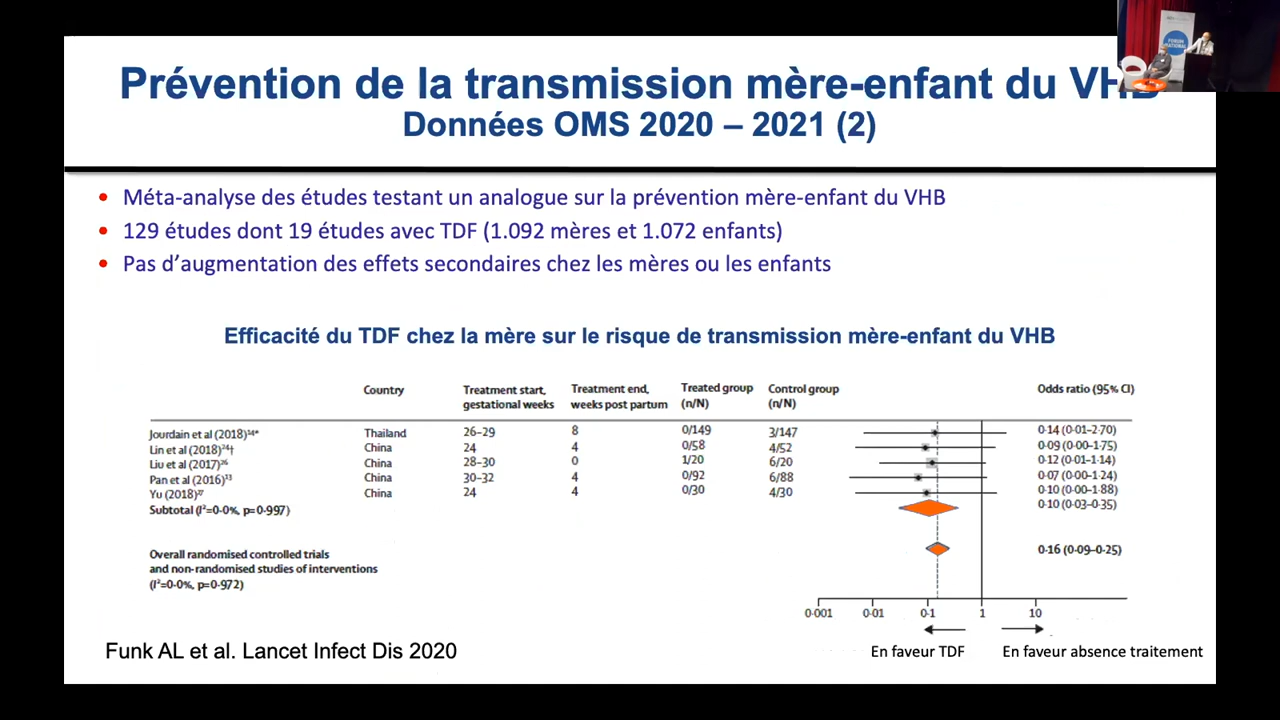 FORUM
NATIONAL
Prévention de la transmission mère-enfant du VHB
Données OMS 2020 – 2021 (2)
• Méta-analyse des études testant un analogue sur la prévention mère-enfant du VHB
• 129 études dont 19 études avec TDF (1.092 mères et 1.072 enfants)
• Pas d’augmentation des effets secondaires chez les mères ou les enfants
Efficacité du TDF chez la mère sur le risque de transmission mère-enfant du VHB
Country Treatment start, gestational weeks Treatment end, weeks post partum Treated group (n/N) Control group (n/N) Odds ratio (95% CI)
Jourdain et al (2018)¹⁴* Thailand 26–29 8 0/149 3/147 0·14 (0·01–2·70)
Lin et al (2018)²⁴† China 24 4 0/58 4/52 0·09 (0·00–1·75)
Liu et al (2017)²⁶ China 28–30 0 1/20 6/20 0·12 (0·01–1·14)
Pan et al (2016)¹³ China 30–32 4 0/92 6/88 0·07 (0·00–1·24)
Yu (2018)²⁷ China 24 4 0/30 4/30 0·10 (0·00–1·88)
Subtotal (I²=0·0%, p=0·997) 0·10 (0·03–0·35)
Overall randomised controlled trials
and non-randomised studies of interventions 0·16 (0·09–0·25)
(I²=0·0%, p=0·972)
0·001 0·01 0·1 1 10
En faveur TDF En faveur absence traitement
Funk AL et al. Lancet Infect Dis 2020